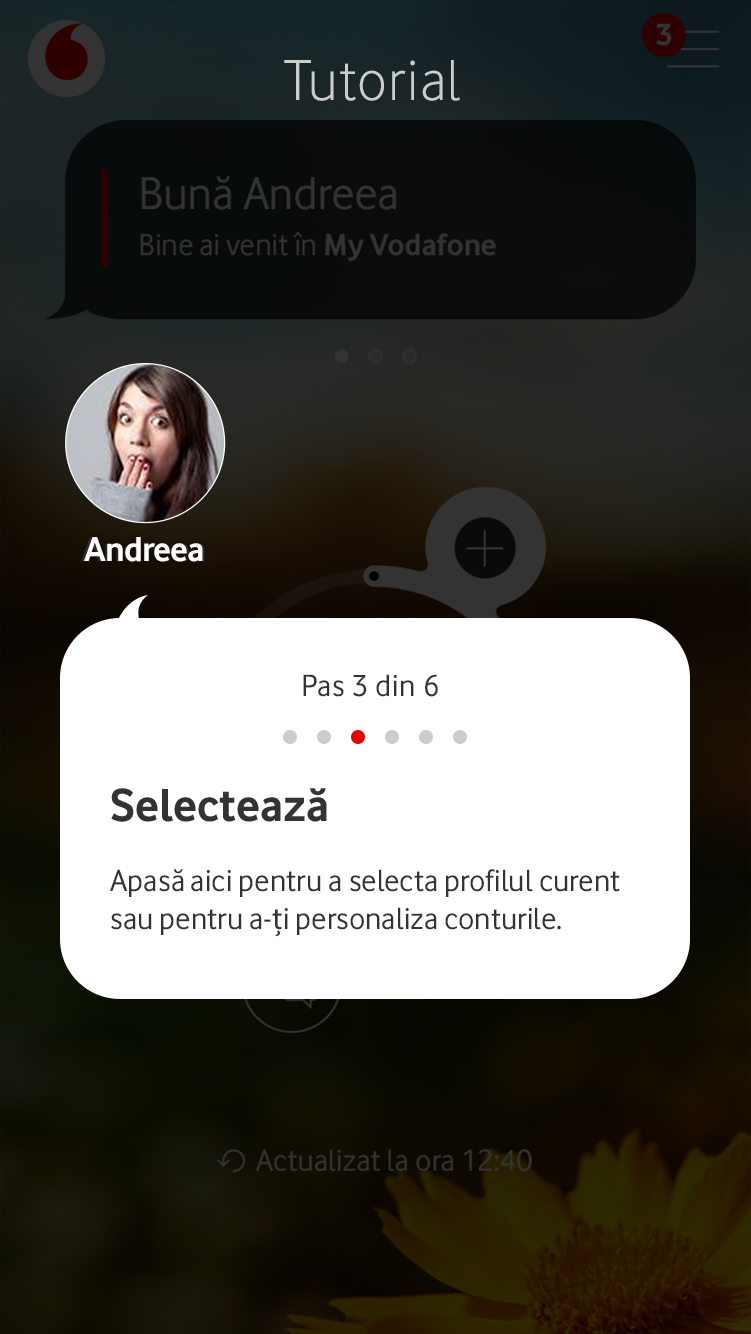 3
Tutorial
Bună Andreea
Bine ai venit în My Vodafone
Andreea
Pas 3 din 6
Selectează
Apasă aici pentru a selecta profilul curent
sau pentru a-ți personaliza conturile.
Actualizat la ora 12:40